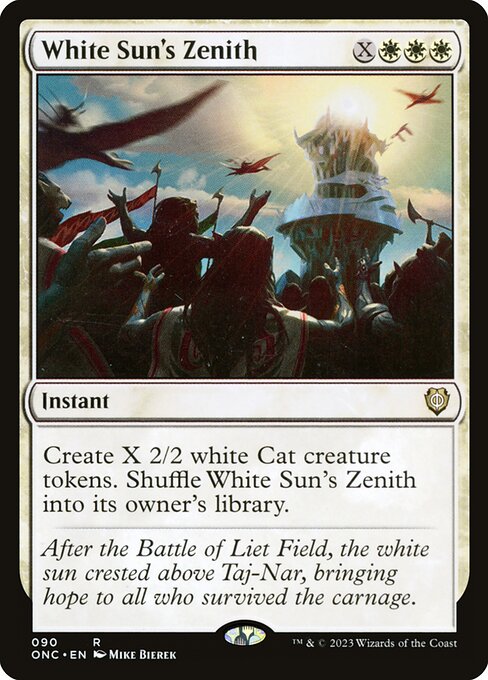 White Sun's Zenith X
Instant
Create X 2/2 white Cat creature
tokens. Shuffle White Sun's Zenith
into its owner's library.
After the Battle of Liet Field, the white
sun crested above Taj-Nar, bringing
hope to all who survived the carnage.
090 R
ONC • EN Mike Bierek
™ & © 2023 Wizards of the Coast